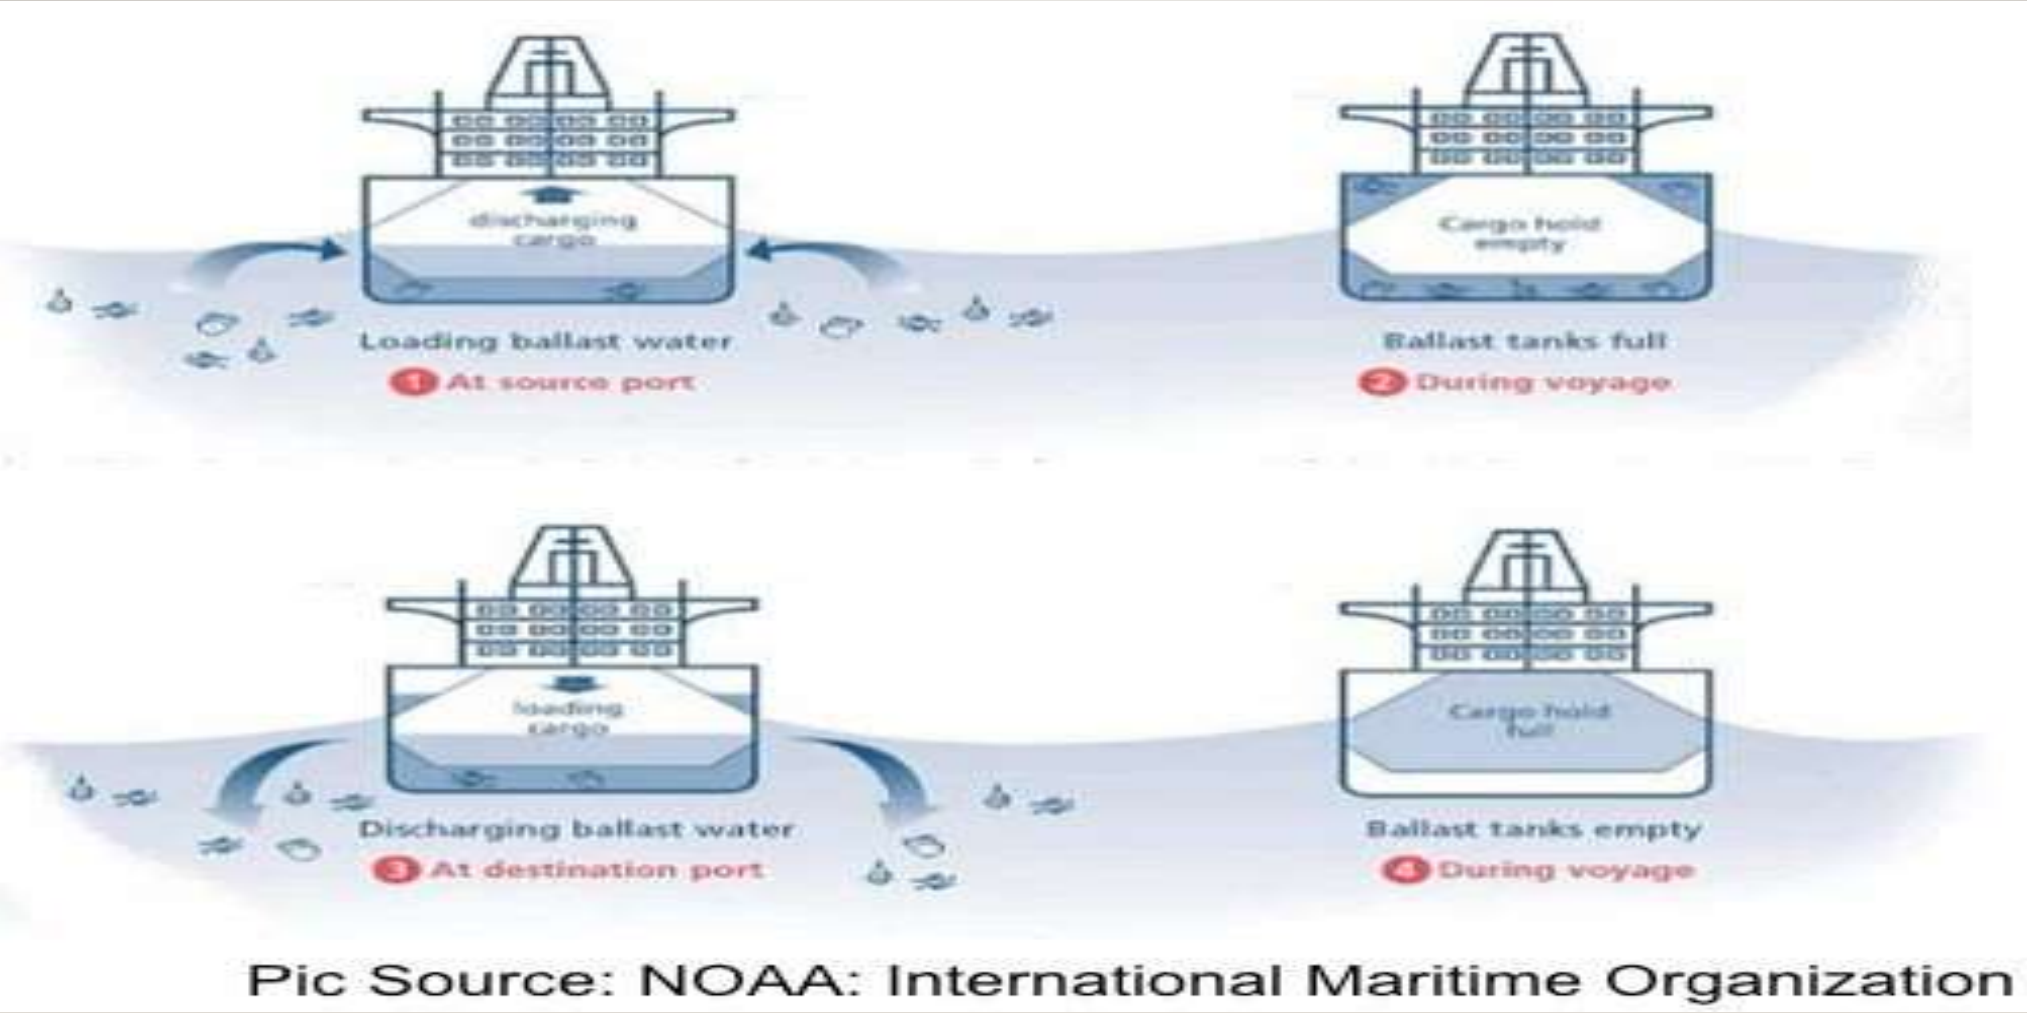 discharging
cargo
Loading ballast water
1 At source port
Cargo hold
empty
Ballast tanks full
2 During voyage
loading
cargo
Discharging ballast water
3 At destination port
Cargo hold
full
Ballast tanks empty
4 During voyage
Pic Source: NOAA: International Maritime Organization